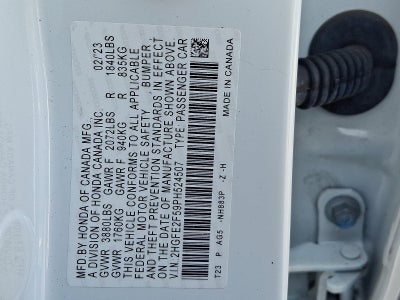 MFD BY HONDA OF CANADA MFG.
A DIVISION OF HONDA CANADA INC. 02/23
GVWR 3880LBS GAWR F 2072LBS R 1840LBS
GVWR 1760KG GAWR F 940KG R 835KG
THIS VEHICLE CONFORMS TO ALL APPLICABLE
FEDERAL MOTOR VEHICLE SAFETY, BUMPER,
AND THEFT PREVENTION STANDARDS IN EFFECT
ON THE DATE OF MANUFACTURE SHOWN ABOVE.
V.I.N. 2HGFE2F59PH524507 TYPE PASSENGER CAR
T23 P AG5 -NH883P -Z -H MADE IN CANADA